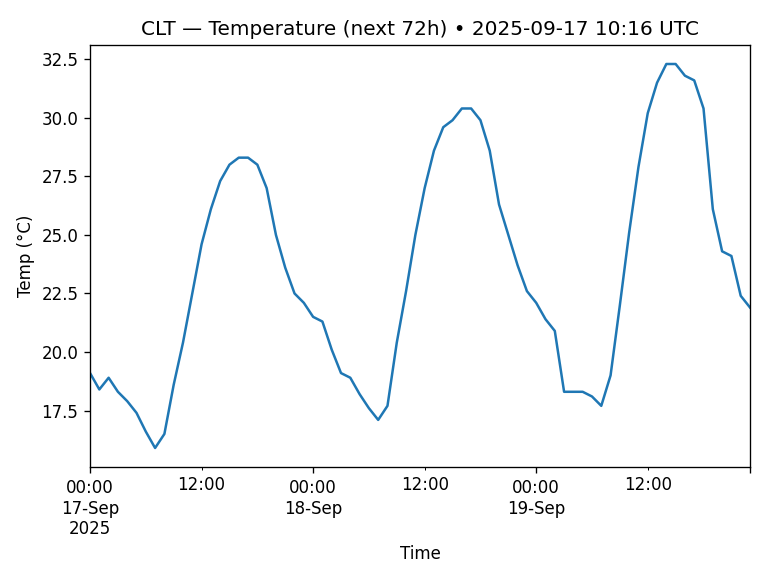 CLT — Temperature (next 72h) • 2025-09-17 10:16 UTC
32.5
30.0
27.5
25.0
22.5
20.0
17.5
Temp (°C)
00:00 12:00 00:00 12:00 00:00 12:00
17-Sep 18-Sep 19-Sep
2025
Time